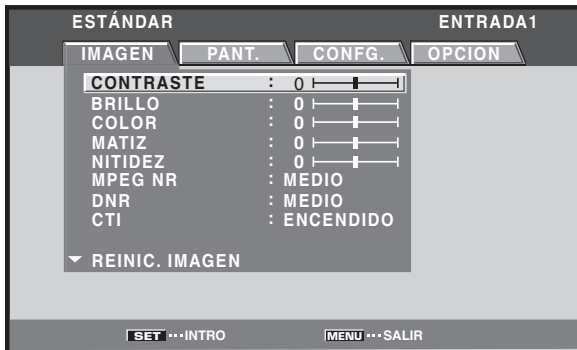 ESTÁNDAR ENTRADA1
IMAGEN PANT. CONFG. OPCION
CONTRASTE : 0
BRILLO : 0
COLOR : 0
MATIZ : 0
NITIDEZ : 0
MPEG NR : MEDIO
DNR : MEDIO
CTI : ENCENDIDO
REINIC. IMAGEN
SET ···INTRO MENU ···SALIR